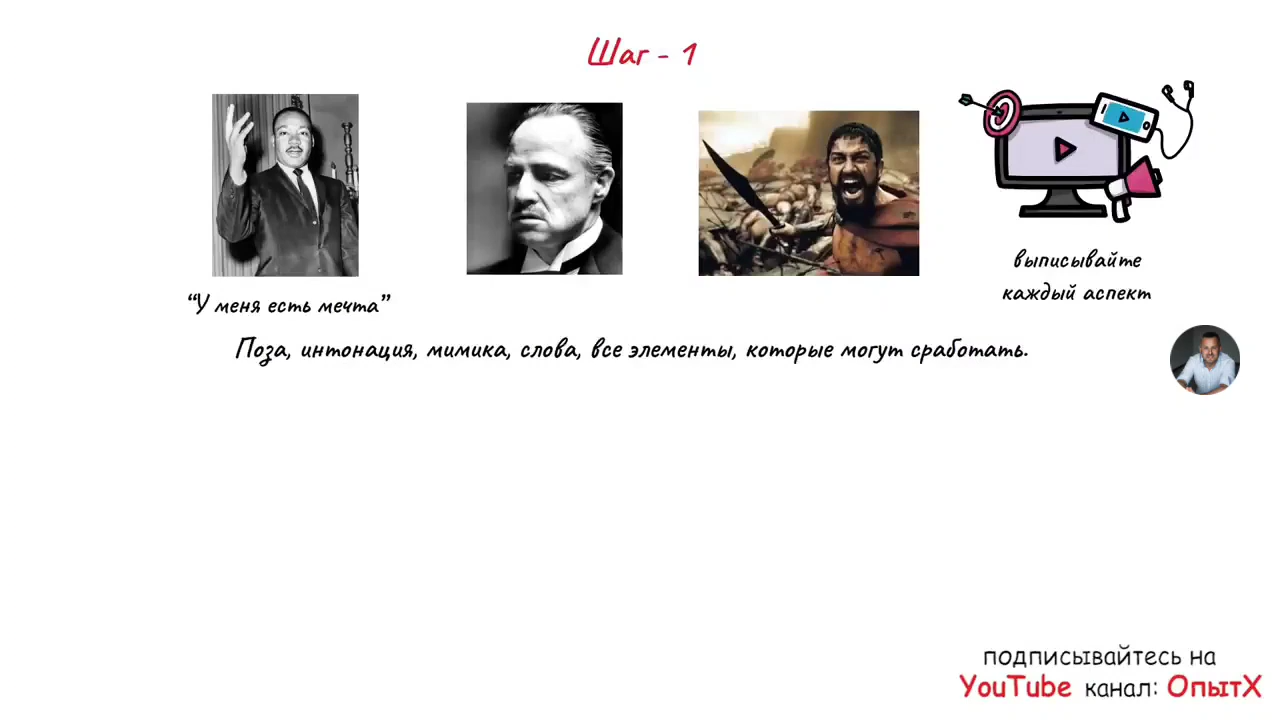 Шаг - 1
“У меня есть мечта”
выписывайте
каждый аспект
Поза, интонация, мимика, слова, все элементы, которые могут сработать.
подписывайтесь на
YouTube канал: ОпытХ